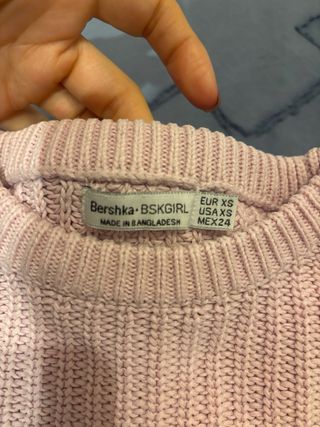 Bershka • BSKGIRL
MADE IN BANGLADESH
EUR XS
USA XS
MEX 24